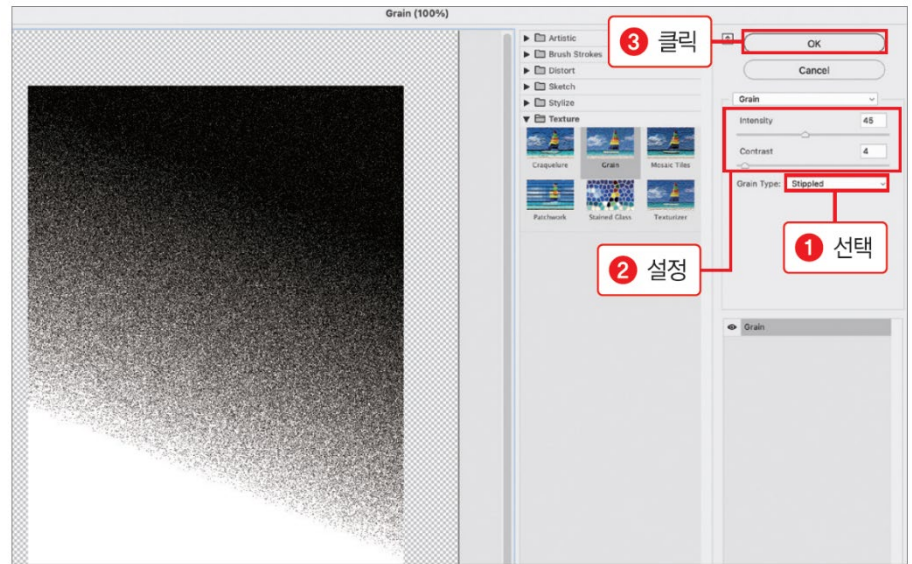 Grain (100%)
▶ Artistic
▶ Brush Strokes
▶ Distort
▶ Sketch
▶ Stylize
▼ Texture
Craquelure
Grain
Mosaic Tiles
Patchwork
Stained Glass
Texturizer
3 클릭
OK
Cancel
Grain
Intensity 45
Contrast 4
Grain Type: Stippled
1 선택
2 설정
Grain